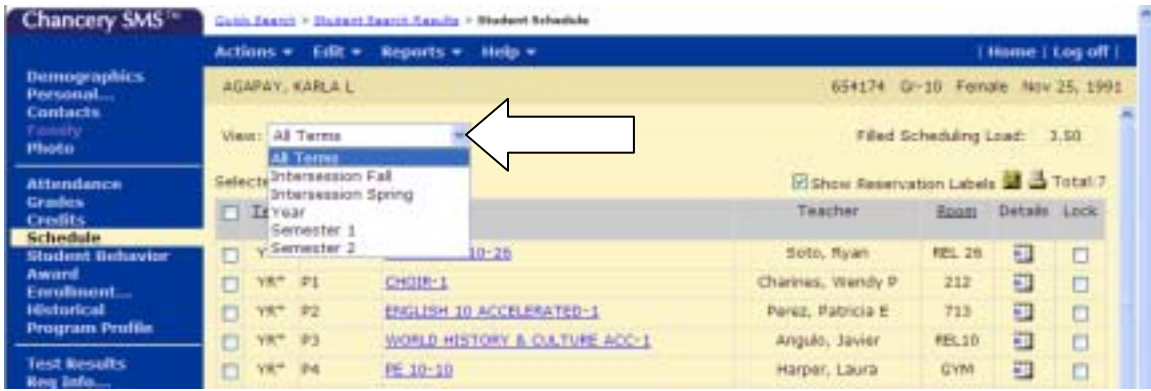 Chancery SMS™
Quick Search > Student Search Results > Student Schedule
Actions Edit Reports Help | Home | Log off |
Demographics
Personal...
Contacts
Family
Photo
Attendance
Grades
Credits
Schedule
Student Behavior
Award
Enrollment...
Historical
Program Profile
Test Results
Reg Info...
AGAPAY, KARLA L 654174 Gr-10 Female Nov 25, 1991
View: All Terms Filled Scheduling Load: 3.50
All Terms
Intersession Fall
Intersession Spring
Year
Semester 1
Semester 2
Show Reservation Labels Total:7
Teacher Room Details Lock
10-26 Soto, Ryan REL 26
YR* P1 CHOIR-1 Charines, Wendy P 212
YR* P2 ENGLISH 10 ACCELERATED-1 Perez, Patricia E 713
YR* P3 WORLD HISTORY & CULTURE ACC-1 Angulo, Javier REL10
YR* P4 PE 10-10 Harper, Laura GYM